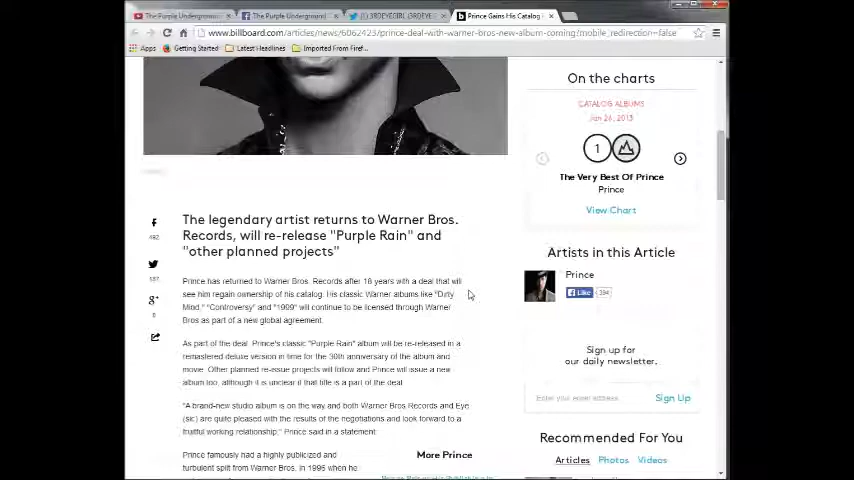 The Purple Underground
The Purple Underground
(1) 3RDEYEGIRL (3RDEYE
Prince Gains His Catalog
www.billboard.com/articles/news/6062423/prince-deal-with-warner-bros-new-album-coming?mobile_redirection=false
Apps Getting Started Latest Headlines Imported From Firef...
The legendary artist returns to Warner Bros.
Records, will re-release "Purple Rain" and
"other planned projects"
Prince has returned to Warner Bros. Records after 18 years with a deal that will
see him regain ownership of his catalog. His classic Warner albums like "Dirty
Mind," "Controversy" and "1999" will continue to be licensed through Warner
Bros as part of a new global agreement.
As part of the deal, Prince's classic "Purple Rain" album will be re-released in a
remastered deluxe version in time for the 30th anniversary of the album and
movie. Other planned re-issue projects will follow and Prince will issue a new
album too, although it is unclear if that title is a part of the deal
"A brand-new studio album is on the way and both Warner Bros Records and Eye
(sic) are quite pleased with the results of the negotiations and look forward to a
fruitful working relationship," Prince said in a statement.
Prince famously had a highly publicized and
turbulent split from Warner Bros. In 1996 when he
More Prince
On the charts
CATALOG ALBUMS
Jan 26, 2013
1
The Very Best Of Prince
Prince
View Chart
Artists in this Article
Prince
Like 394
Sign up for
our daily newsletter.
Enter your email address Sign Up
Recommended For You
Articles Photos Videos